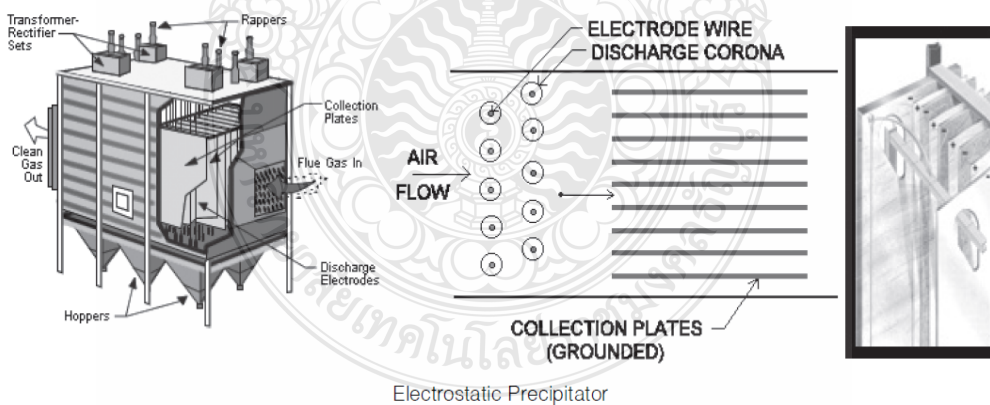 Transformer-
Rectifier
Sets
Rappers
Collection
Plates
Clean
Gas
Out
Flue Gas In
Discharge
Electrodes
Hoppers
ELECTRODE WIRE
DISCHARGE CORONA
AIR
FLOW
COLLECTION PLATES
(GROUNDED)
Electrostatic Precipitator